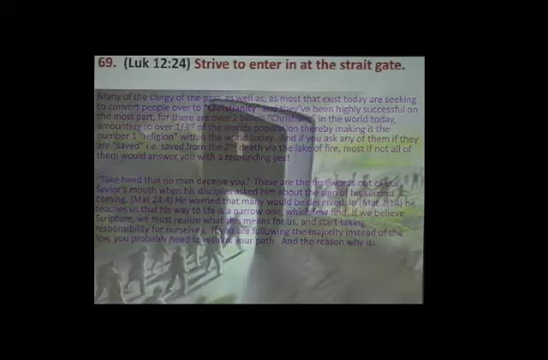 69. (Luk 12:24) Strive to enter in at the strait gate.
Many of the clergy of the past, as well as, as most that exist today are seeking
to convert people over to "Christianity" and they've been highly successful on
the most part, for there are over 2 billion "Christians" in the world today,
amounting to over 1/3rd of the worlds population thereby making it the
number 1 "religion" within the world today. And if you ask any of them if they
are "saved" i.e. saved from the 2nd death via the lake of fire, most if not all of
them would answer you with a resounding yes!
"Take heed that no man deceive you." These are the first words out of
Savior's mouth when his disciples asked him about the sign of his second
coming. (Mat 24:4) He warned that many would be deceived. In (Mat 7:14) he
teaches us that his way to life is a narrow one, which few find. If we believe
Scripture, we must realize what this means for us, and start taking
responsibility for ourselves. If you are following the majority instead of the
few, you probably need to rethink your path. And the reason why is: